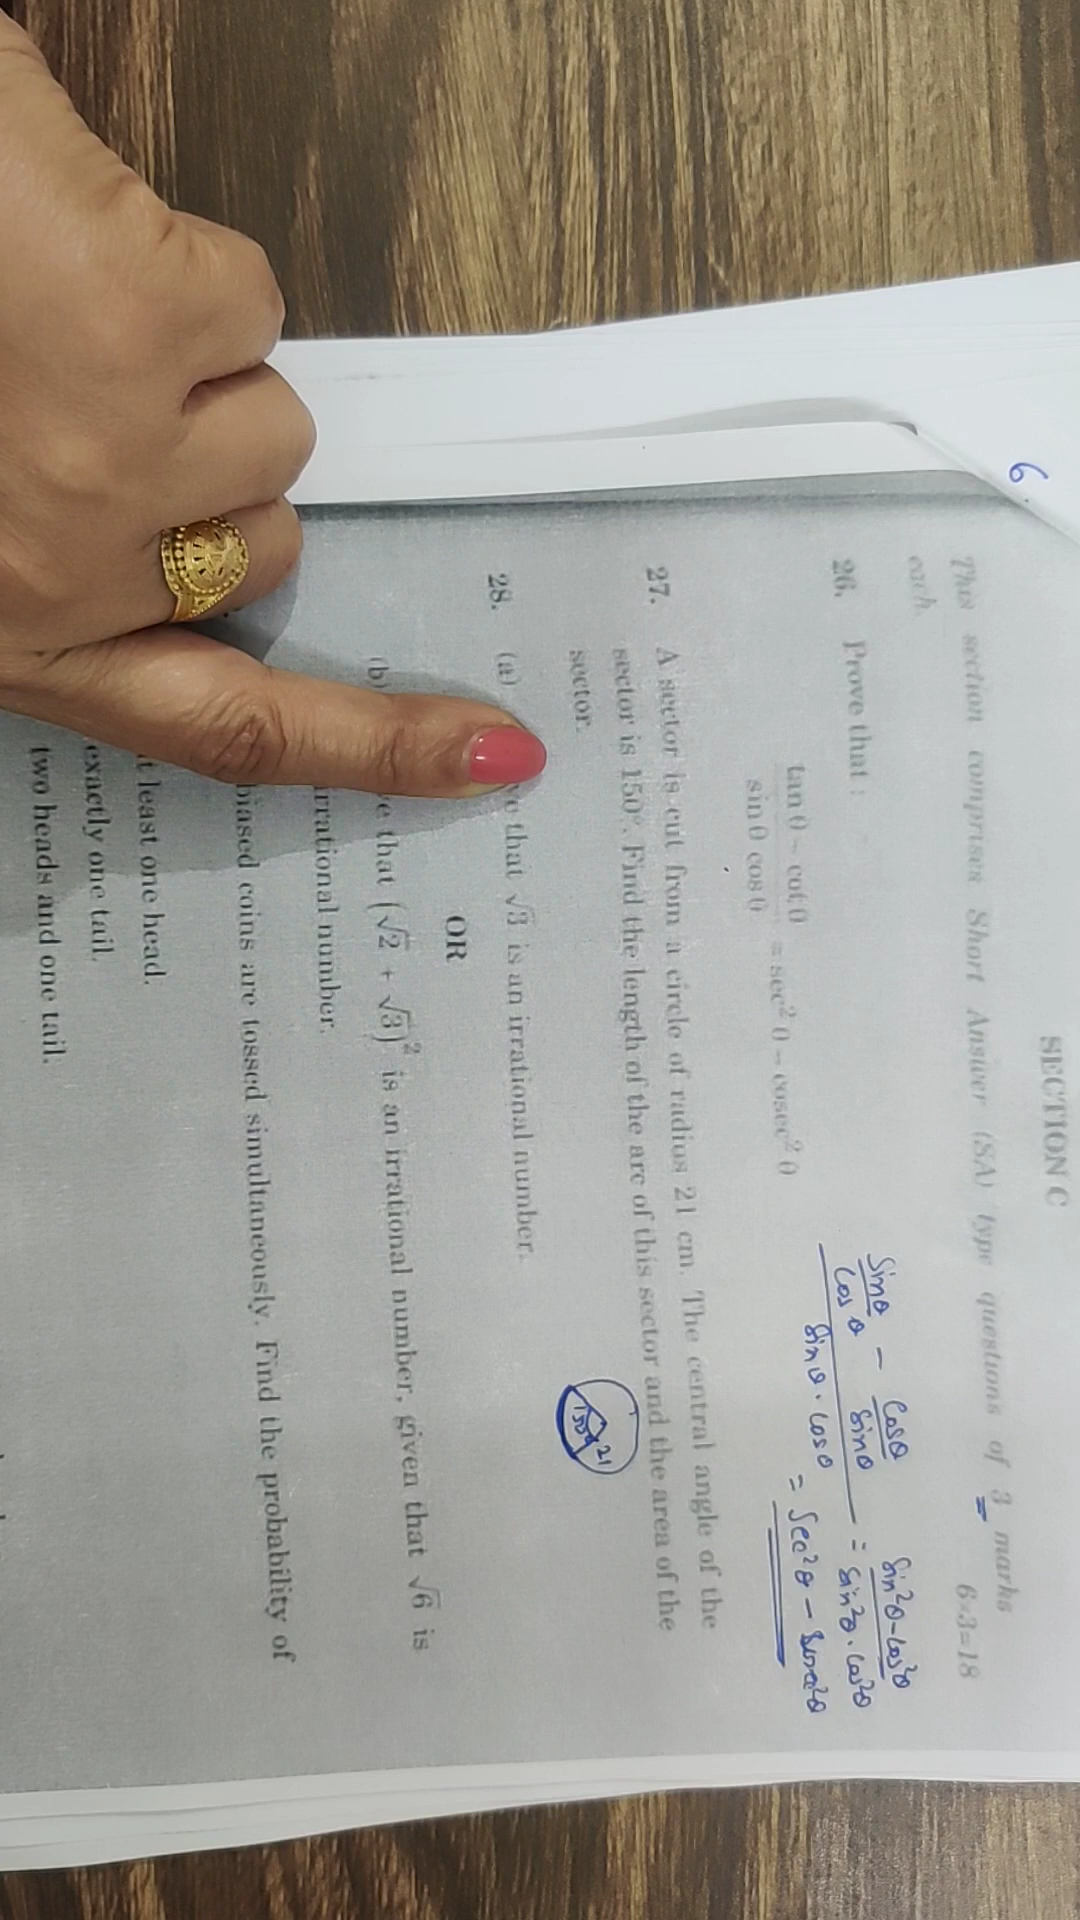 6
SECTION C
This section comprises Short Answer (SA) type questions of 3 marks
each. 6×3=18
26. Prove that :
tan θ – cot θ / sin θ cos θ = sec² θ – cosec² θ
sinθ/cosθ – cosθ/sinθ / sinθ . cosθ = sin²θ – cos²θ / sin²θ . cos²θ
= sec²θ –
27. A sector is cut from a circle of radius 21 cm. The central angle of the
sector is 150°. Find the length of the arc of this sector and the area of the
sector.
150° 21
28. (a) that √3 is an irrational number.
OR
(b) that (√2 + √3)² is an irrational number, given that √6 is
irrational number.
coins are tossed simultaneously. Find the probability of
least one head.
exactly one tail.
two heads and one tail.